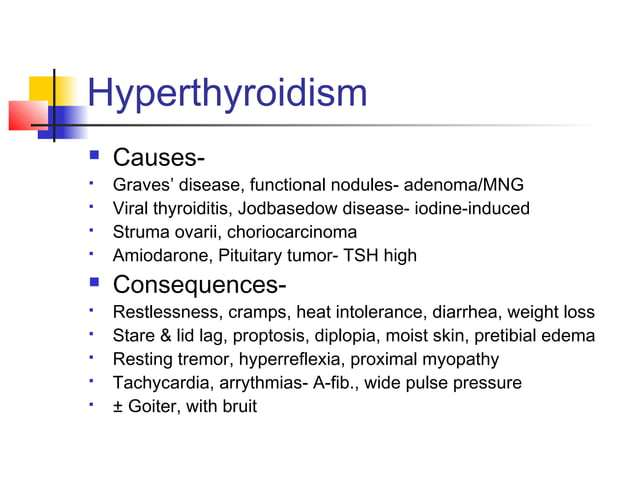 Hyperthyroidism
Causes-
Graves’ disease, functional nodules- adenoma/MNG
Viral thyroiditis, Jodbasedow disease- iodine-induced
Struma ovarii, choriocarcinoma
Amiodarone, Pituitary tumor- TSH high
Consequences-
Restlessness, cramps, heat intolerance, diarrhea, weight loss
Stare & lid lag, proptosis, diplopia, moist skin, pretibial edema
Resting tremor, hyperreflexia, proximal myopathy
Tachycardia, arrythmias- A-fib., wide pulse pressure
± Goiter, with bruit